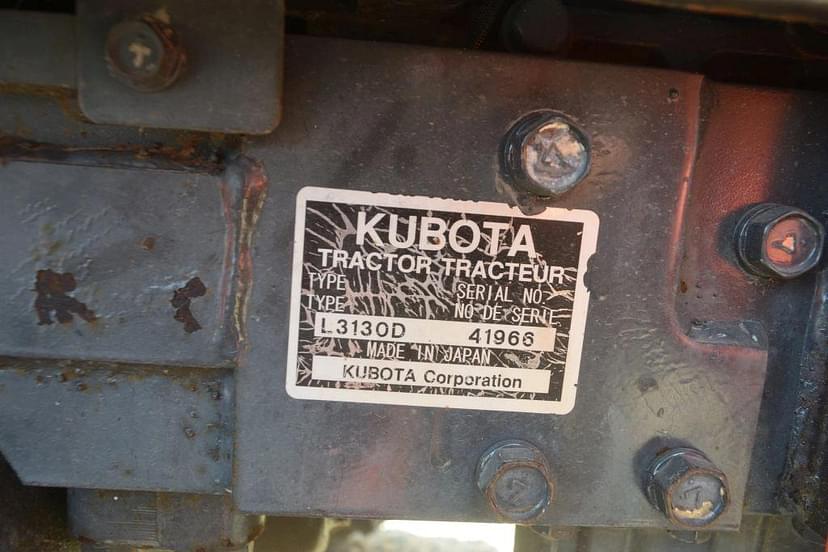 KUBOTA
TRACTOR TRACTEUR
TYPE SERIAL NO.
TYPE NO DE SERIE
L3130D 41966
MADE IN JAPAN
KUBOTA Corporation